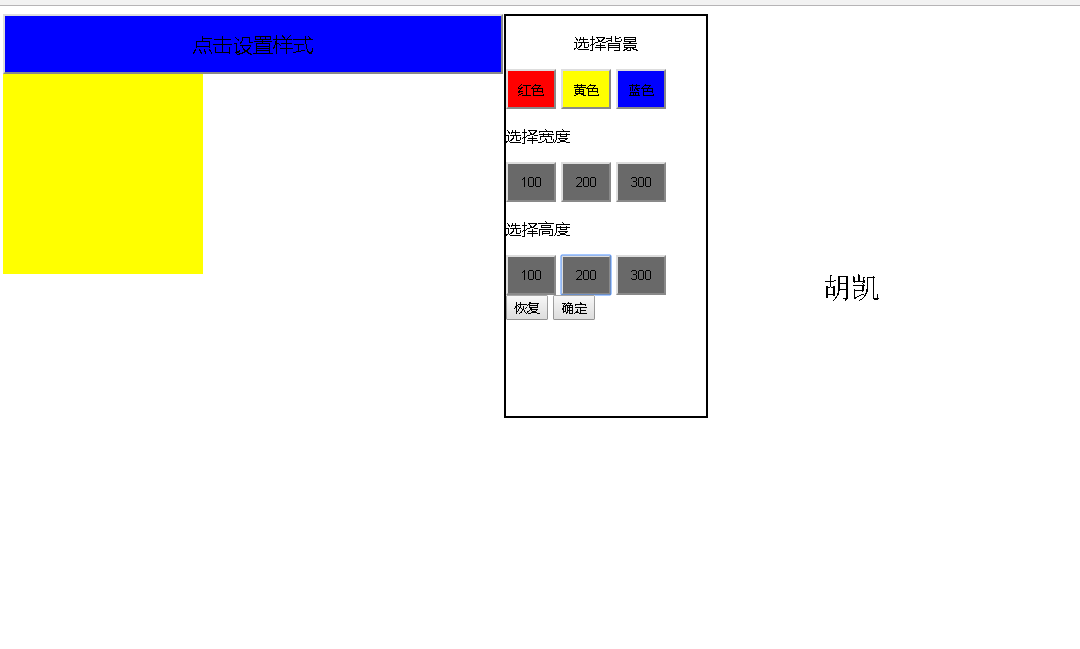 点击设置样式
选择背景
红色 黄色 蓝色
选择宽度
100 200 300
选择高度
100 200 300
恢复 确定
胡凯